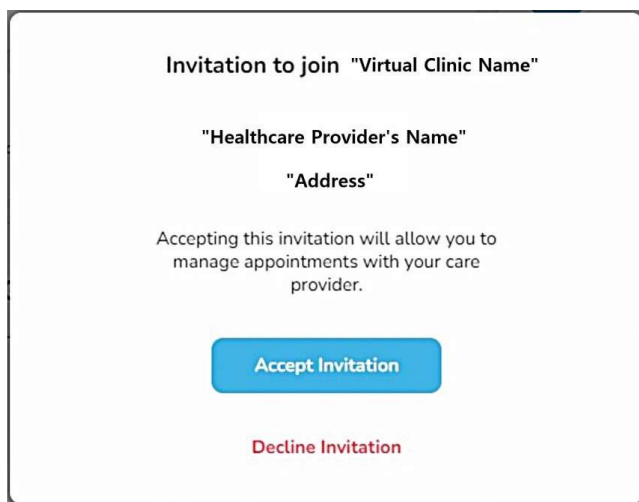 Invitation to join "Virtual Clinic Name"
"Healthcare Provider's Name"
"Address"
Accepting this invitation will allow you to
manage appointments with your care
provider.
Accept Invitation
Decline Invitation